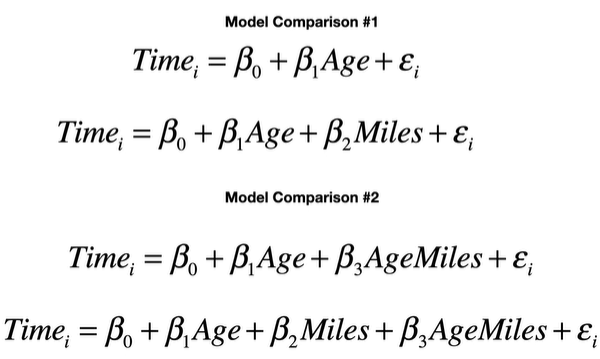 Model Comparison #1
Timeᵢ = β₀ + β₁Age + εᵢ
Timeᵢ = β₀ + β₁Age + β₂Miles + εᵢ
Model Comparison #2
Timeᵢ = β₀ + β₁Age + β₃AgeMiles + εᵢ
Timeᵢ = β₀ + β₁Age + β₂Miles + β₃AgeMiles + εᵢ